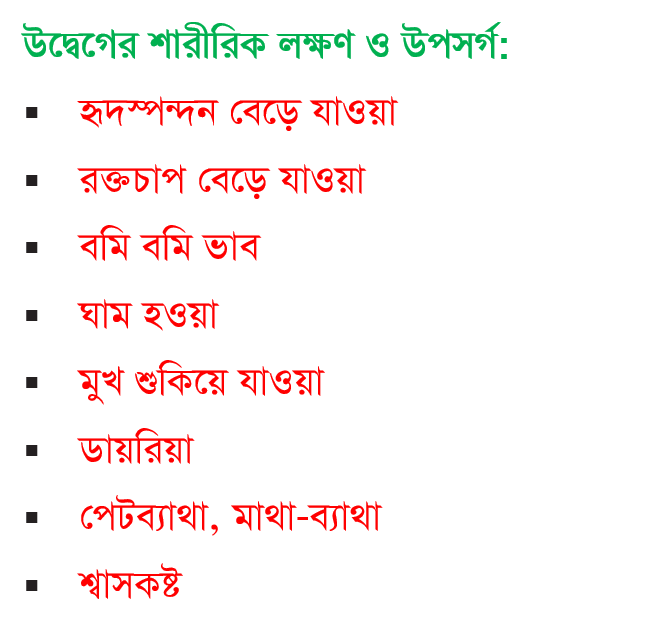 উদ্বেগের শারীরিক লক্ষণ ও উপসর্গ:
▪ হৃদস্পন্দন বেড়ে যাওয়া
▪ রক্তচাপ বেড়ে যাওয়া
▪ বমি বমি ভাব
▪ ঘাম হওয়া
▪ মুখ শুকিয়ে যাওয়া
▪ ডায়রিয়া
▪ পেটব্যাথা, মাথা-ব্যাথা
▪ শ্বাসকষ্ট